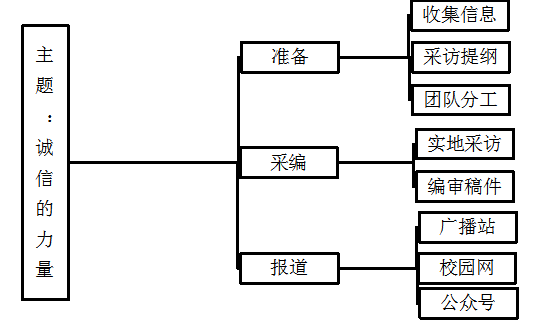 主题：诚信的力量
准备
收集信息
采访提纲
团队分工
采编
实地采访
编审稿件
报道
广播站
校园网
公众号